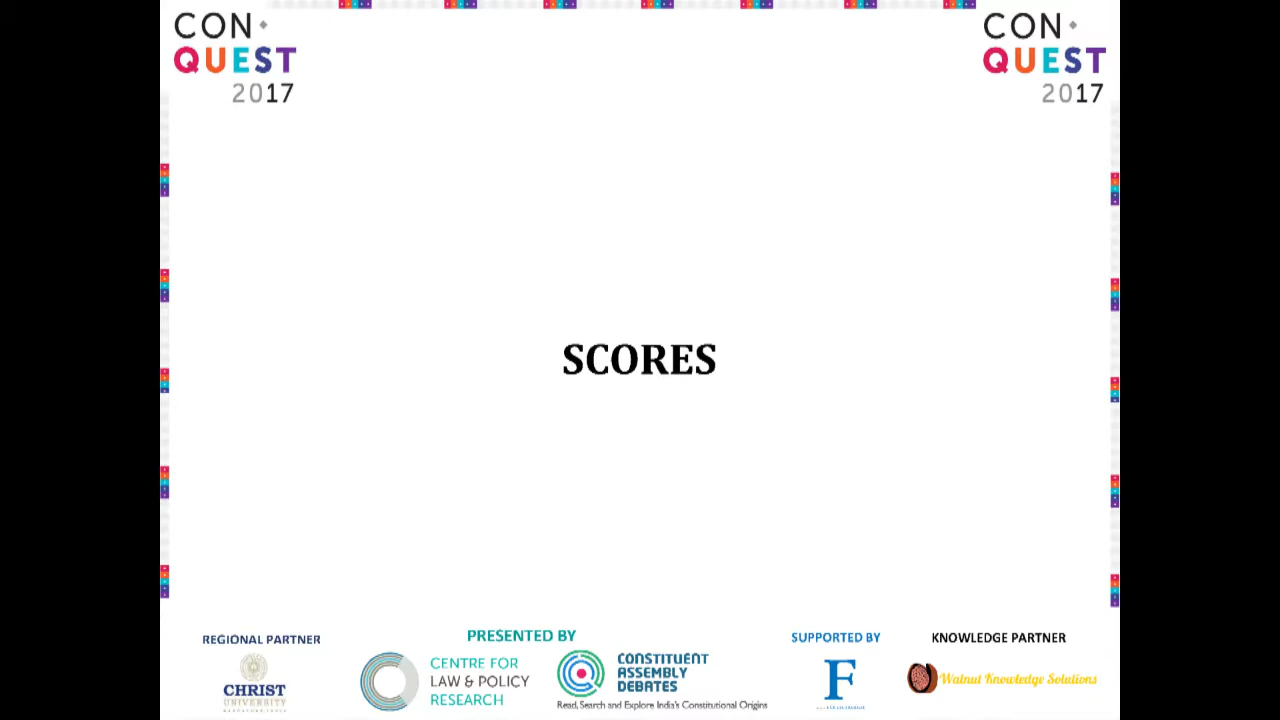 CON·
QUEST
2017
CON·
QUEST
2017
SCORES
REGIONAL PARTNER
CHRIST
UNIVERSITY
PRESENTED BY
CENTRE FOR
LAW & POLICY
RESEARCH
CONSTITUENT
ASSEMBLY
DEBATES
Read, Search and Explore India's Constitutional Origins
SUPPORTED BY
F
KNOWLEDGE PARTNER
Walnut Knowledge Solutions